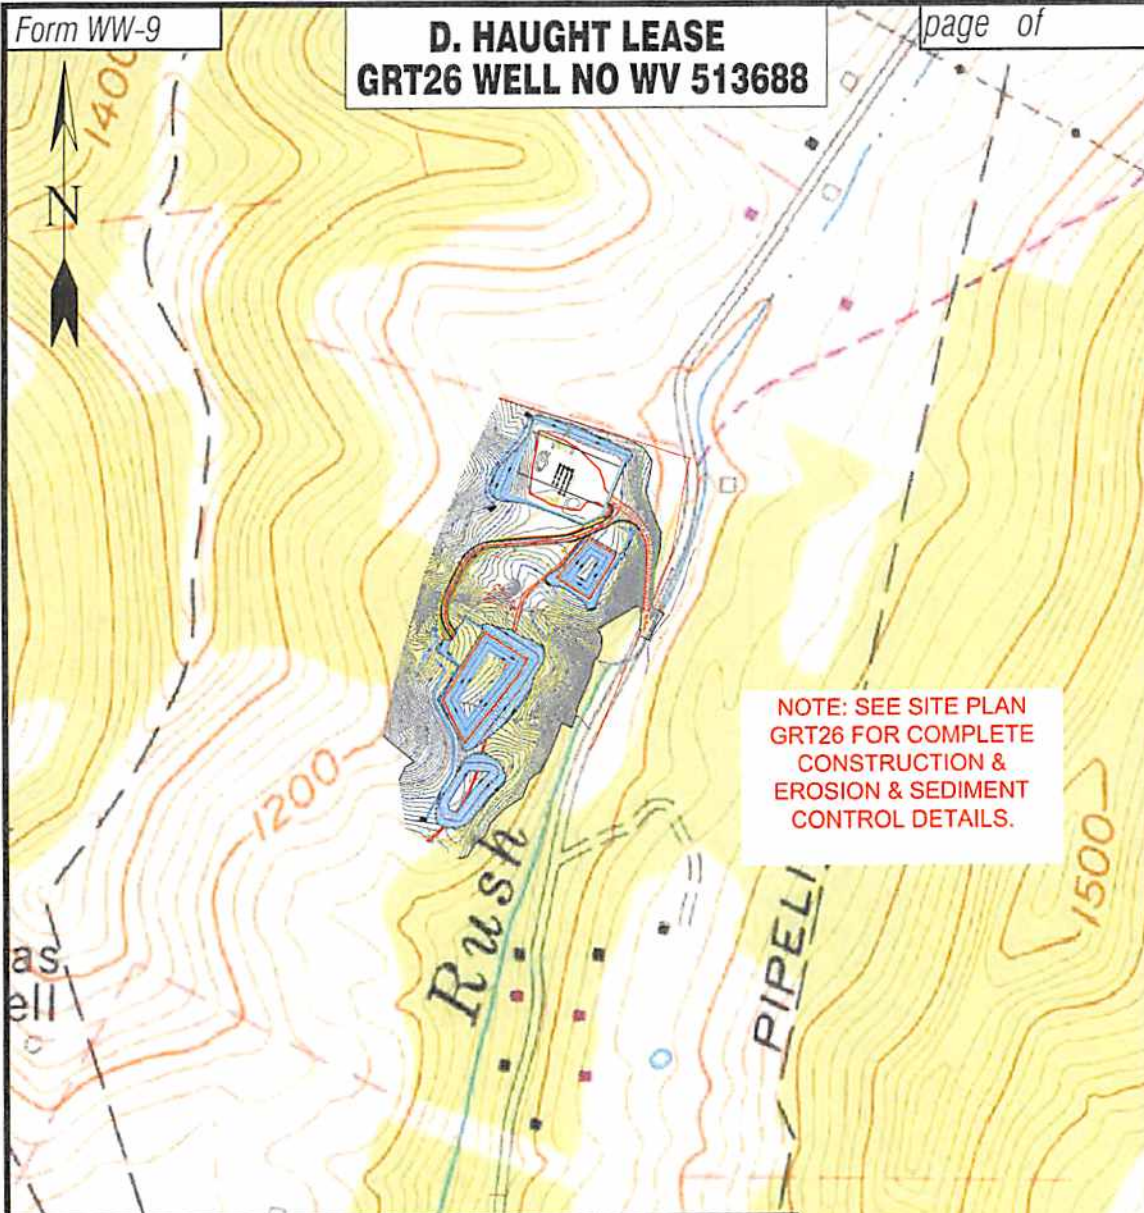 Form WW-9
D. HAUGHT LEASE
GRT26 WELL NO WV 513688
page of
1400
N
NOTE: SEE SITE PLAN
GRT26 FOR COMPLETE
CONSTRUCTION &
EROSION & SEDIMENT
CONTROL DETAILS.
1200
Rush
1500
PIPELI
as
ell